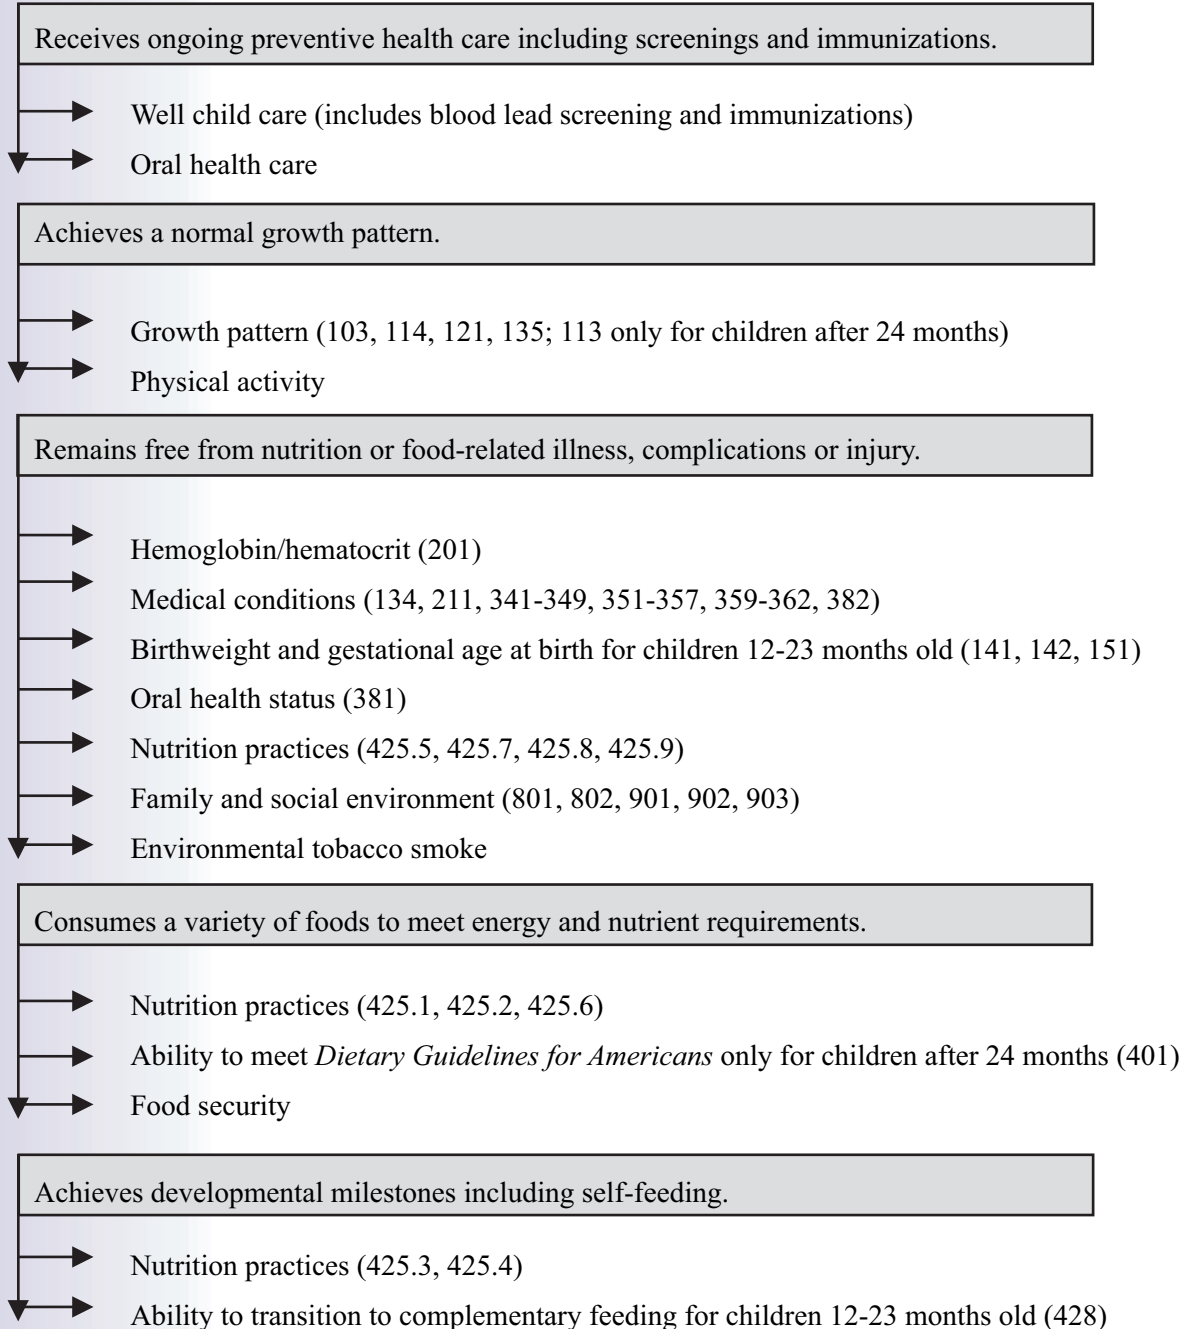 Receives ongoing preventive health care including screenings and immunizations.
Well child care (includes blood lead screening and immunizations)
Oral health care
Achieves a normal growth pattern.
Growth pattern (103, 114, 121, 135; 113 only for children after 24 months)
Physical activity
Remains free from nutrition or food-related illness, complications or injury.
Hemoglobin/hematocrit (201)
Medical conditions (134, 211, 341-349, 351-357, 359-362, 382)
Birthweight and gestational age at birth for children 12-23 months old (141, 142, 151)
Oral health status (381)
Nutrition practices (425.5, 425.7, 425.8, 425.9)
Family and social environment (801, 802, 901, 902, 903)
Environmental tobacco smoke
Consumes a variety of foods to meet energy and nutrient requirements.
Nutrition practices (425.1, 425.2, 425.6)
Ability to meet Dietary Guidelines for Americans only for children after 24 months (401)
Food security
Achieves developmental milestones including self-feeding.
Nutrition practices (425.3, 425.4)
Ability to transition to complementary feeding for children 12-23 months old (428)